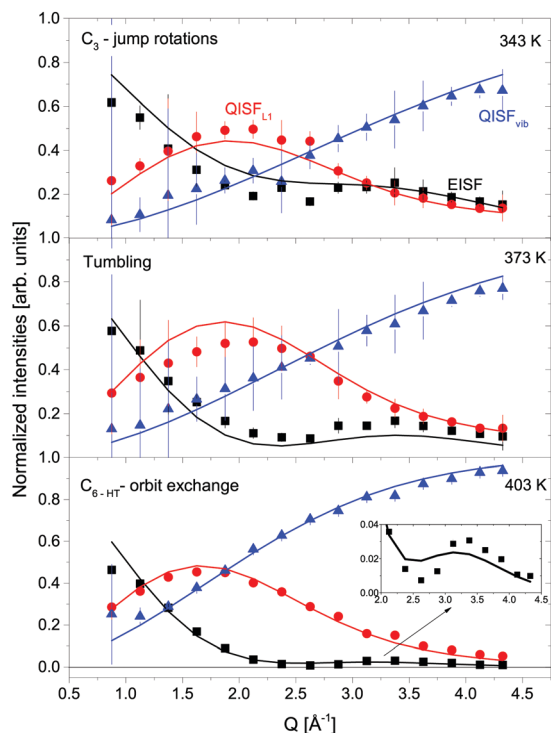 C3 - jump rotations
343 K
QISFL1
QISFvib
EISF
1.0
0.8
0.6
0.4
0.2
Tumbling
373 K
1.0
0.8
0.6
0.4
0.2
C6 - HT - orbit exchange
403 K
1.0
0.8
0.6
0.4
0.2
0.0
0.04
0.02
0.00
2.0 2.5 3.0 3.5 4.0 4.5
0.5 1.0 1.5 2.0 2.5 3.0 3.5 4.0 4.5
Q [Å-1]
Normalized intensities [arb. units]